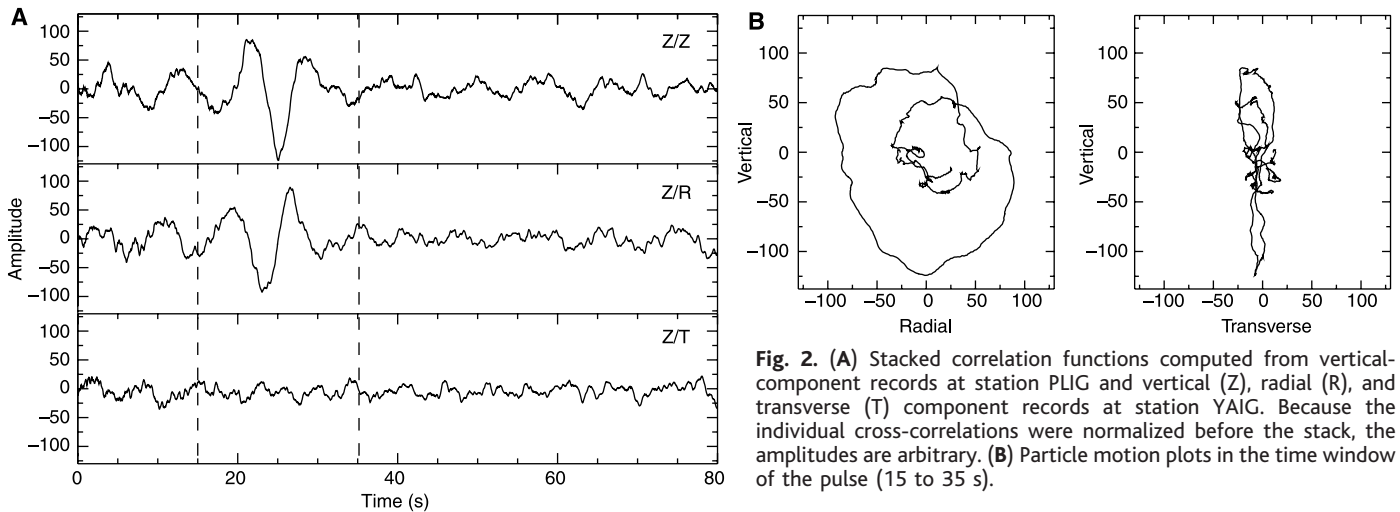 A
100
50
0
−50
−100
Z/Z
100
50
0
−50
−100
Z/R
100
50
0
−50
−100
Z/T
Amplitude
0
20
40
60
80
Time (s)
B
100
50
0
−50
−100
Vertical
−100
−50
0
50
100
Radial
100
50
0
−50
−100
Vertical
−100
−50
0
50
100
Transverse
Fig. 2. (A) Stacked correlation functions computed from vertical-
component records at station PLIG and vertical (Z), radial (R), and
transverse (T) component records at station YAIG. Because the
individual cross-correlations were normalized before the stack, the
amplitudes are arbitrary. (B) Particle motion plots in the time window
of the pulse (15 to 35 s).